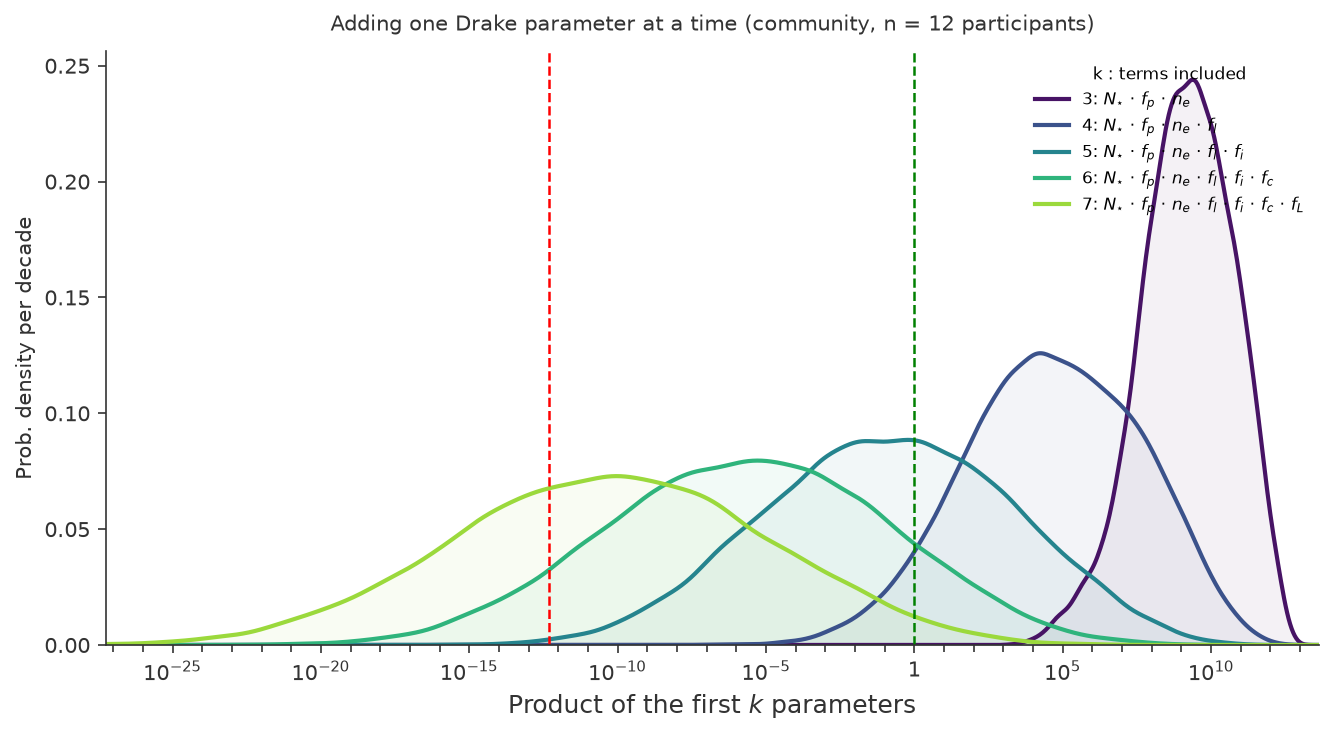 Adding one Drake parameter at a time (community, n = 12 participants)
k : terms included
3: N⋆ · fₚ · nₑ
4: N⋆ · fₚ · nₑ · fₗ
5: N⋆ · fₚ · nₑ · fₗ · fᵢ
6: N⋆ · fₚ · nₑ · fₗ · fᵢ · f_c
7: N⋆ · fₚ · nₑ · fₗ · fᵢ · f_c · f_L
Prob. density per decade
0.25
0.20
0.15
0.10
0.05
0.00
10⁻²⁵ 10⁻²⁰ 10⁻¹⁵ 10⁻¹⁰ 10⁻⁵ 1 10⁵ 10¹⁰
Product of the first k parameters